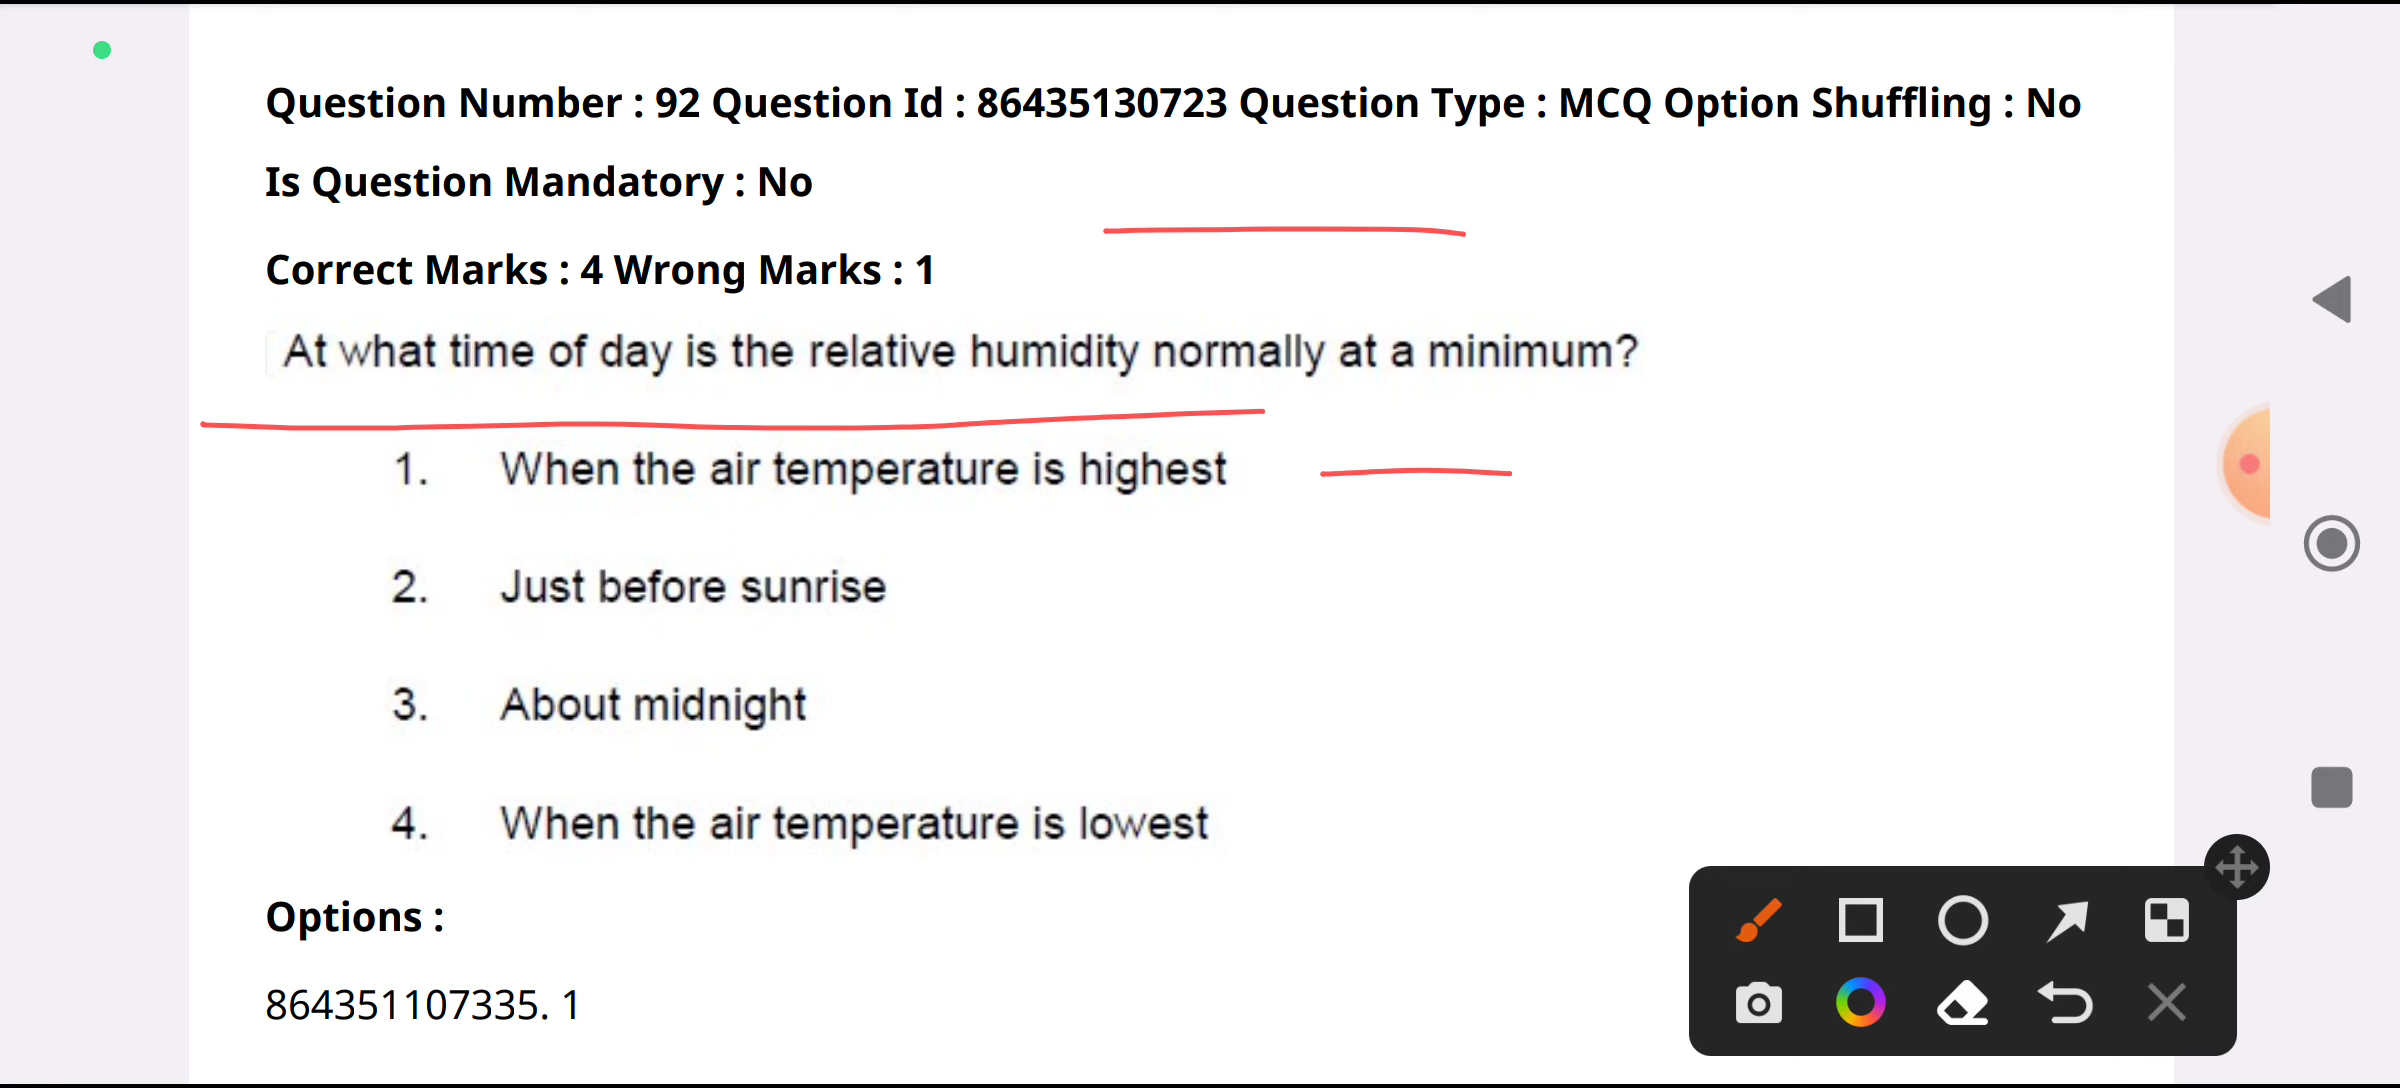 Question Number : 92 Question Id : 86435130723 Question Type : MCQ Option Shuffling : No
Is Question Mandatory : No
Correct Marks : 4 Wrong Marks : 1
At what time of day is the relative humidity normally at a minimum?
1. When the air temperature is highest
2. Just before sunrise
3. About midnight
4. When the air temperature is lowest
Options :
864351107335. 1